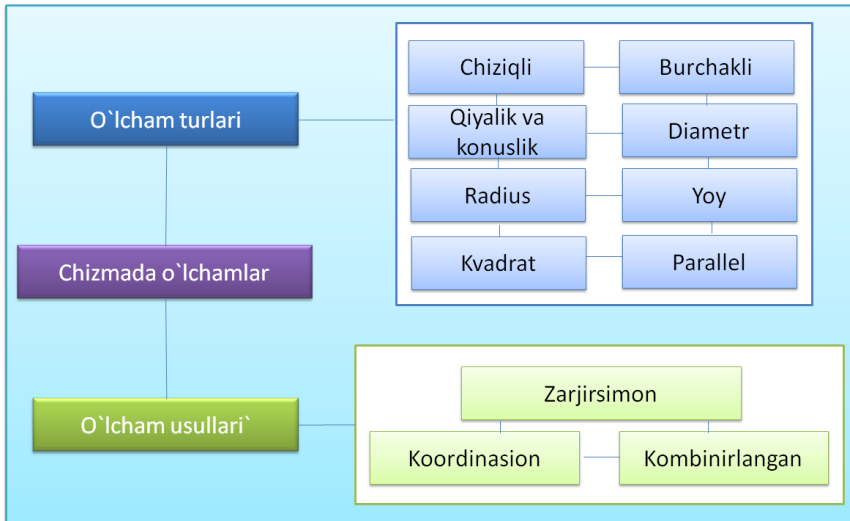 Chiziqli
Burchakli
O`lcham turlari
Qiyalik va
konuslik
Diametr
Radius
Yoy
Chizmada o`lchamlar
Kvadrat
Parallel
O`lcham usullari`
Zarjirsimon
Koordinasion
Kombinirlangan